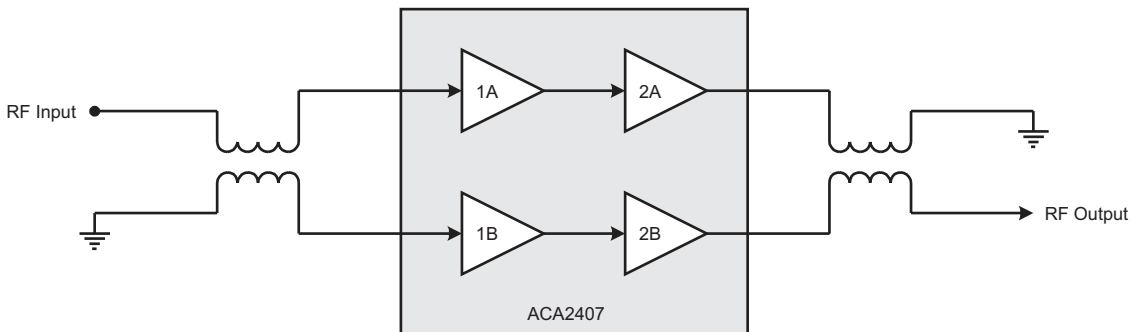 1A
2A
RF Input
RF Output
1B
2B
ACA2407